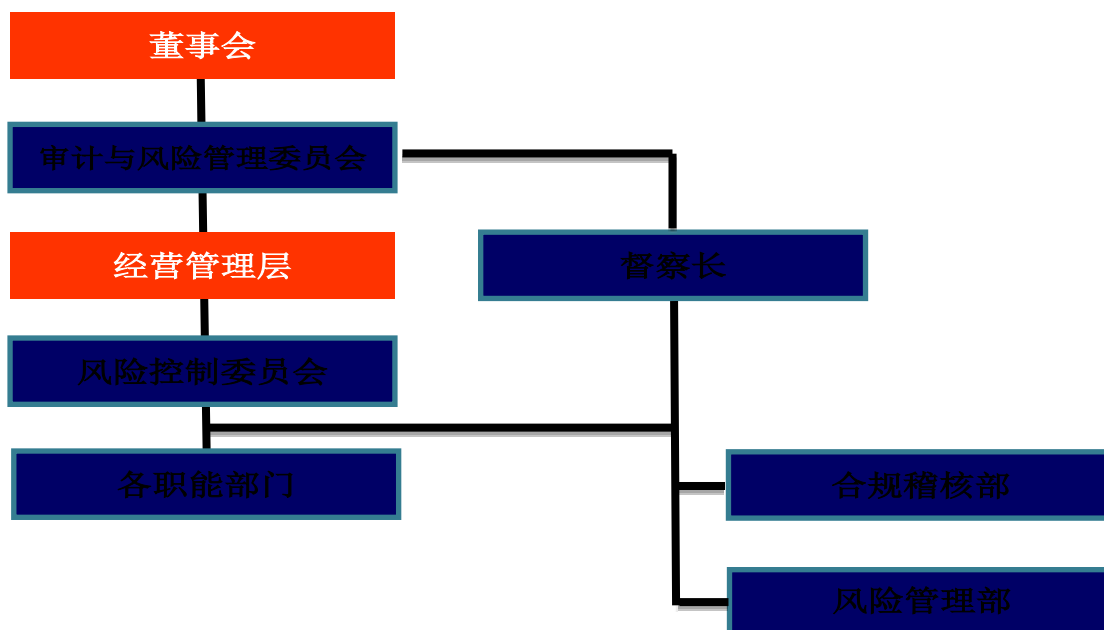 董事会
审计与风险管理委员会
经营管理层
督察长
风险控制委员会
各职能部门
合规稽核部
风险管理部